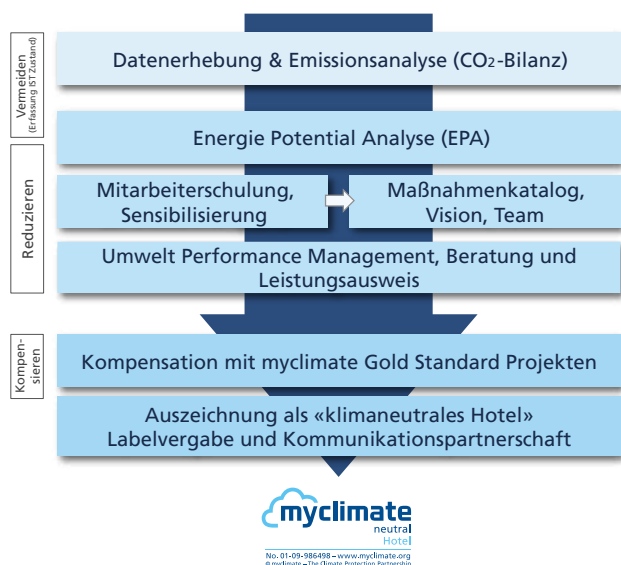 Vermeiden
(Erfassung IST Zustand)
Datenerhebung & Emissionsanalyse (CO2-Bilanz)
Energie Potential Analyse (EPA)
Reduzieren
Mitarbeiterschulung,
Sensibilisierung
Maßnahmenkatalog,
Vision, Team
Umwelt Performance Management, Beratung und
Leistungsausweis
Kompen-
sieren
Kompensation mit myclimate Gold Standard Projekten
Auszeichnung als «klimaneutrales Hotel»
Labelvergabe und Kommunikationspartnerschaft
myclimate
neutral
Hotel
No. 01-09-986498 – www.myclimate.org
© myclimate – The Climate Protection Partnership